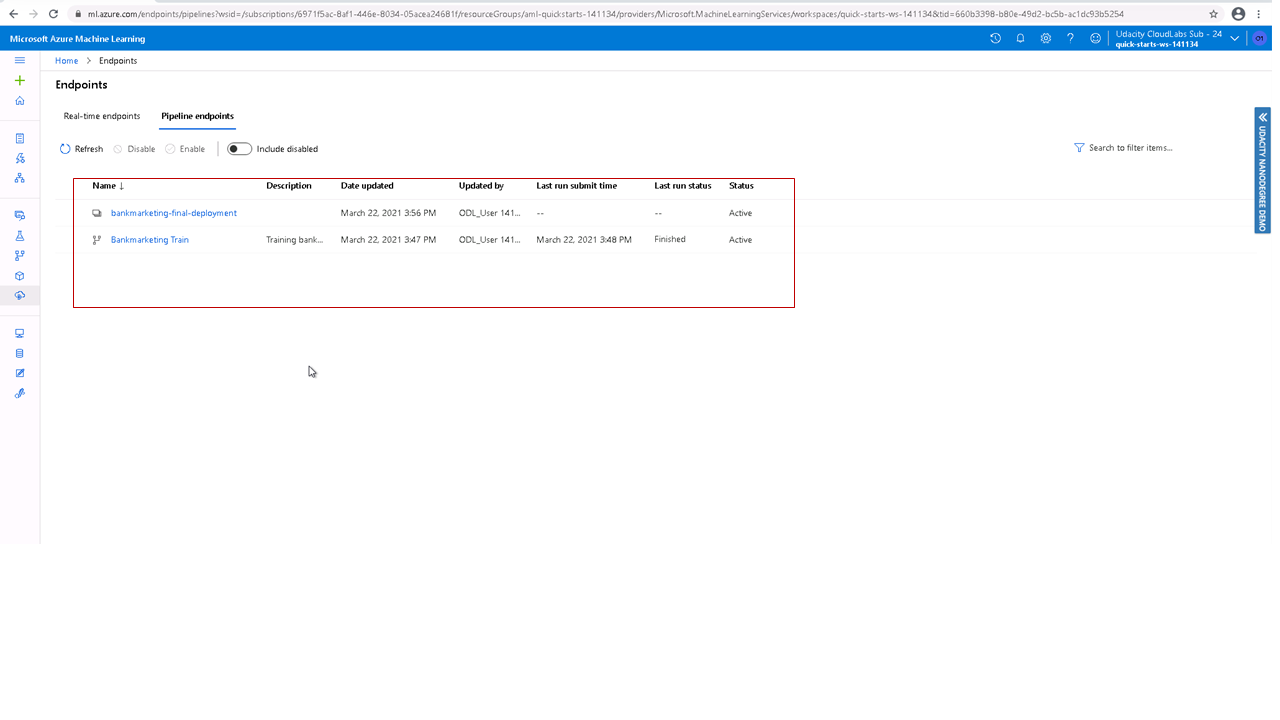 ml.azure.com/endpoints/pipelines?wsid=/subscriptions/6971f5ac-8af1-446e-8034-05acea24681f/resourceGroups/aml-quickstarts-141134/providers/Microsoft.MachineLearningServices/workspaces/quick-starts-ws-141134&tid=660b3398-b80e-49d2-bc5b-ac1dc93b5254
Microsoft Azure Machine Learning
Udacity CloudLabs Sub - 24
quick-starts-ws-141134
Home > Endpoints
Endpoints
Real-time endpoints Pipeline endpoints
Refresh Disable Enable Include disabled Search to filter items...
Name ↓ Description Date updated Updated by Last run submit time Last run status Status
bankmarketing-final-deployment March 22, 2021 3:56 PM ODL_User 141... -- -- Active
Bankmarketing Train Training bank... March 22, 2021 3:47 PM ODL_User 141... March 22, 2021 3:48 PM Finished Active
UDACITY NANODEGREE DEMO